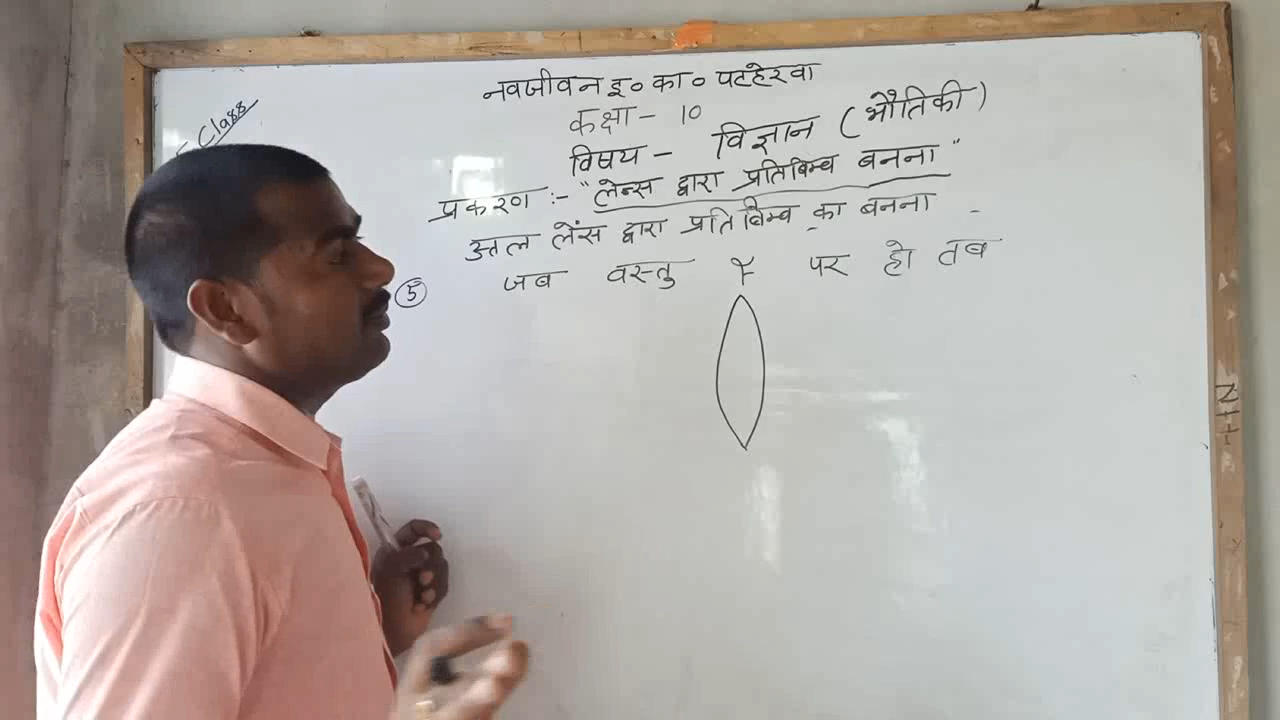 Class
नवजीवन इ० का० पटहेरवा
कक्षा - 10
विषय - विज्ञान (भौतिकी)
प्रकरण :- "लेन्स द्वारा प्रतिबिम्ब बनना"
उत्तल लेंस द्वारा प्रतिबिम्ब का बनना -
⑤ जब वस्तु F पर हो तब